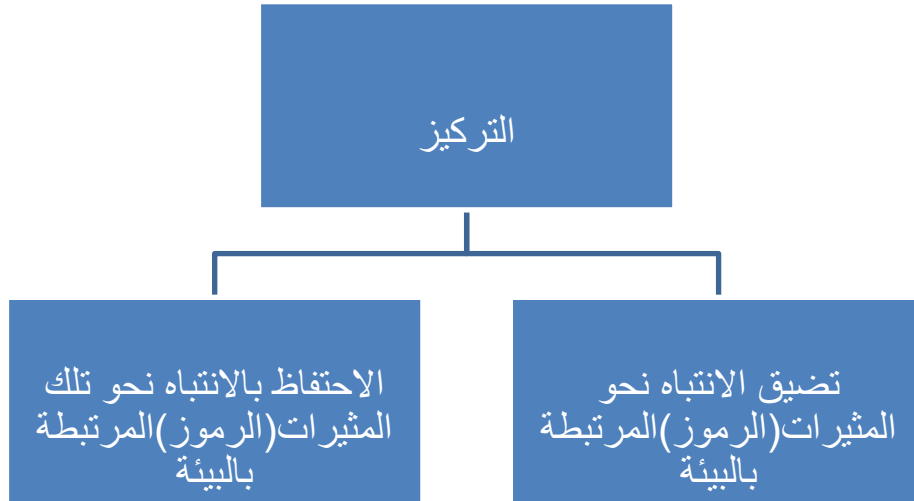 التركيز
تضيق الانتباه نحو
المثيرات(الرموز)المرتبطة
بالبيئة
الاحتفاظ بالانتباه نحو تلك
المثيرات(الرموز)المرتبطة
بالبيئة